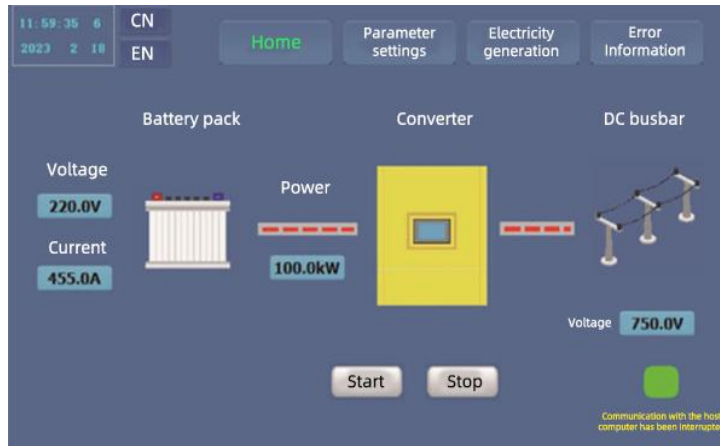 11:59:35 6
2023 2 18
CN
EN
Home
Parameter
settings
Electricity
generation
Error
Information
Battery pack
Converter
DC busbar
Voltage
220.0V
Current
455.0A
Power
100.0kW
Voltage 750.0V
Start
Stop
Communication with the host
computer has been interrupte